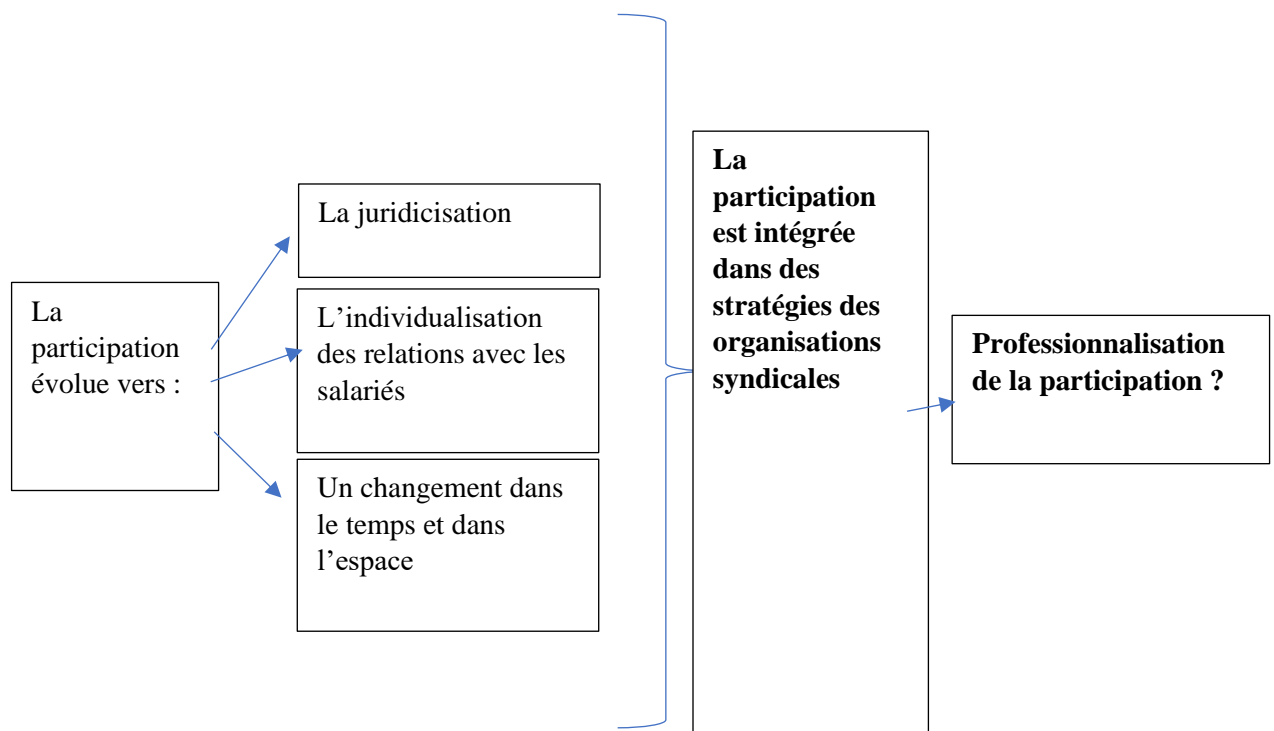 La
participation
évolue vers :
La juridicisation
L’individualisation
des relations avec les
salariés
Un changement dans
le temps et dans
l’espace
La
participation
est intégrée
dans des
stratégies des
organisations
syndicales
Professionnalisation
de la participation ?